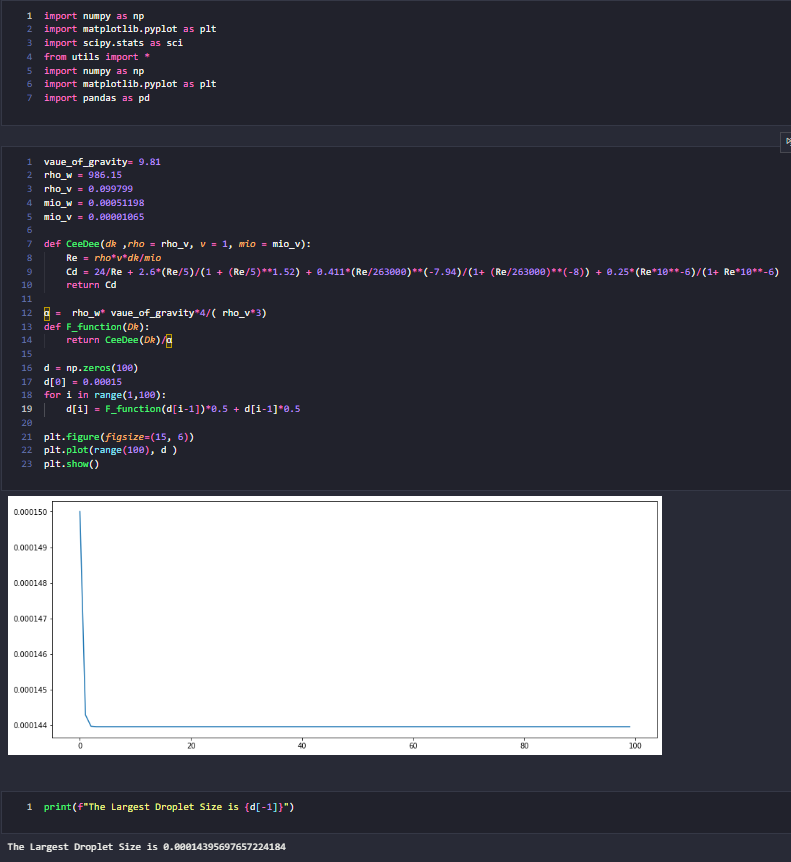 1 import numpy as np
2 import matplotlib.pyplot as plt
3 import scipy.stats as sci
4 from utils import *
5 import numpy as np
6 import matplotlib.pyplot as plt
7 import pandas as pd
1 vaue_of_gravity= 9.81
2 rho_w = 986.15
3 rho_v = 0.099799
4 mio_w = 0.00051198
5 mio_v = 0.00001065
6
7 def CeeDee(dk ,rho = rho_v, v = 1, mio = mio_v):
8 Re = rho*v*dk/mio
9 Cd = 24/Re + 2.6*(Re/5)/(1 + (Re/5)**1.52) + 0.411*(Re/263000)**(-7.94)/(1+ (Re/263000)**(-8)) + 0.25*(Re*10**-6)/(1+ Re*10**-6)
10 return Cd
11
12 a = rho_w* vaue_of_gravity*4/( rho_v*3)
13 def F_function(Dk):
14 return CeeDee(Dk)/a
15
16 d = np.zeros(100)
17 d[0] = 0.00015
18 for i in range(1,100):
19 d[i] = F_function(d[i-1])*0.5 + d[i-1]*0.5
20
21 plt.figure(figsize=(15, 6))
22 plt.plot(range(100), d )
23 plt.show()
0.000150
0.000149
0.000148
0.000147
0.000146
0.000145
0.000144
0 20 40 60 80 100
1 print(f"The Largest Droplet Size is {d[-1]}")
The Largest Droplet Size is 0.00014395697657224184